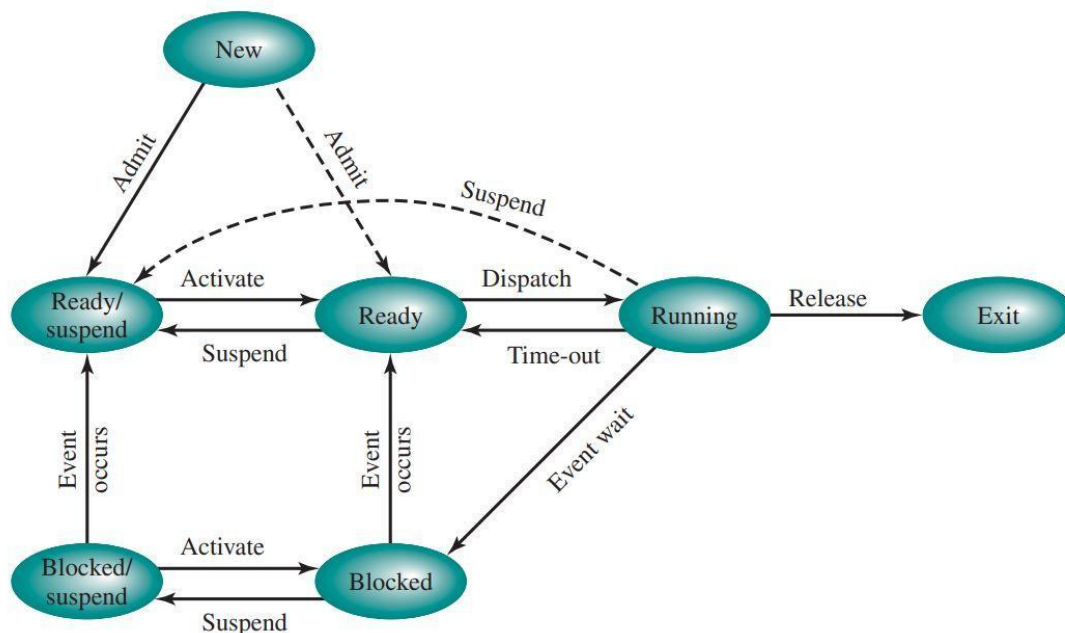 New
Admit
Admit
Suspend
Activate
Dispatch
Release
Ready/
suspend
Ready
Running
Exit
Suspend
Time-out
Event
occurs
Event
occurs
Event wait
Activate
Blocked/
suspend
Blocked
Suspend